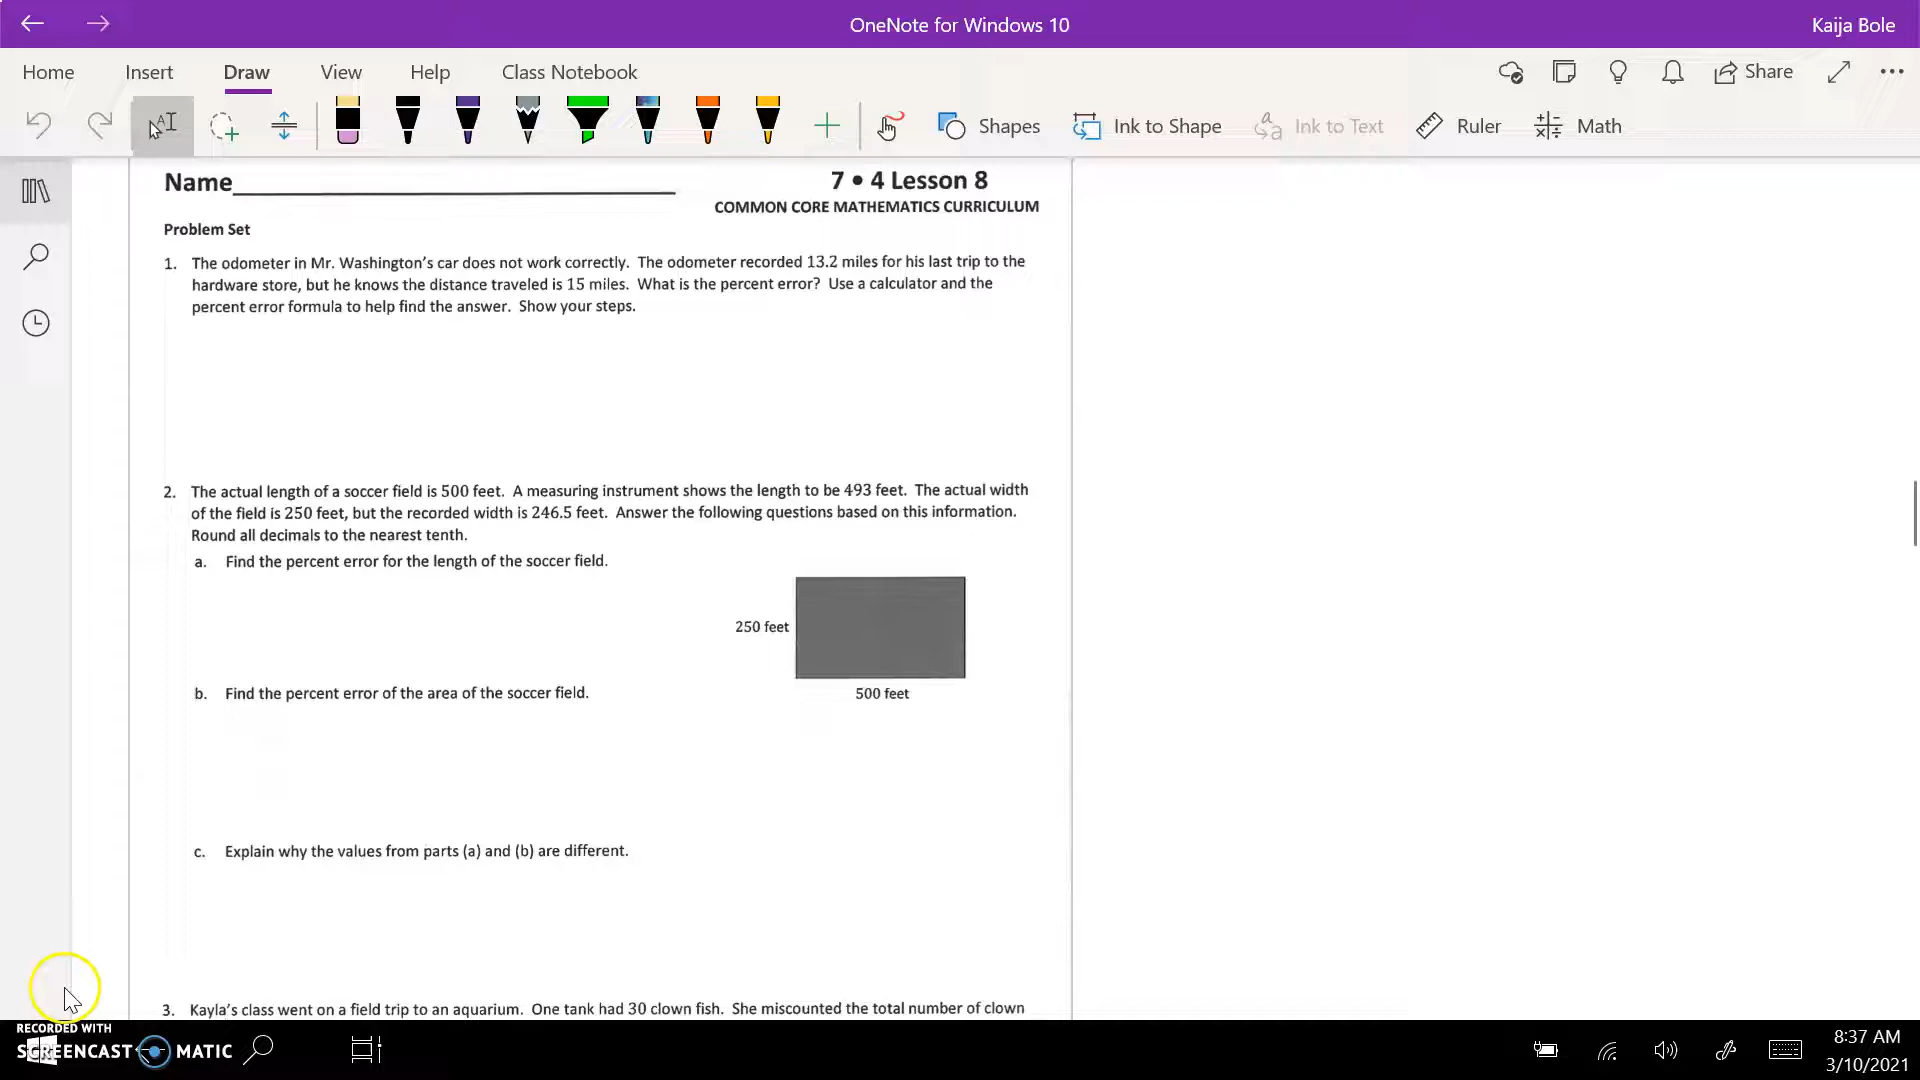 OneNote for Windows 10
Kaija Bole
Home Insert Draw View Help Class Notebook
Share
Shapes Ink to Shape Ink to Text Ruler Math
Name
7 • 4 Lesson 8
COMMON CORE MATHEMATICS CURRICULUM
Problem Set
1. The odometer in Mr. Washington's car does not work correctly. The odometer recorded 13.2 miles for his last trip to the
hardware store, but he knows the distance traveled is 15 miles. What is the percent error? Use a calculator and the
percent error formula to help find the answer. Show your steps.
2. The actual length of a soccer field is 500 feet. A measuring instrument shows the length to be 493 feet. The actual width
of the field is 250 feet, but the recorded width is 246.5 feet. Answer the following questions based on this information.
Round all decimals to the nearest tenth.
a. Find the percent error for the length of the soccer field.
250 feet
500 feet
b. Find the percent error of the area of the soccer field.
c. Explain why the values from parts (a) and (b) are different.
3. Kayla's class went on a field trip to an aquarium. One tank had 30 clown fish. She miscounted the total number of clown
RECORDED WITH
SCREENCAST MATIC
8:37 AM
3/10/2021